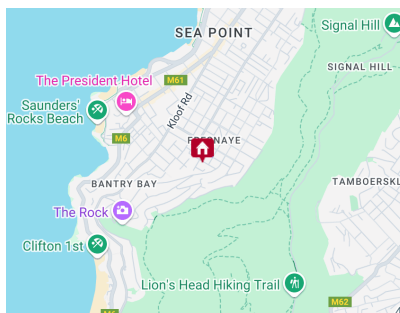 SEA POINT
Signal Hill
SIGNAL HILL
The President Hotel
M61
Saunders'
Rocks Beach
Kloof Rd
M6
FRESNAYE
BANTRY BAY
TAMBOERSKL
The Rock
Clifton 1st
Lion's Head Hiking Trail
M62
M6